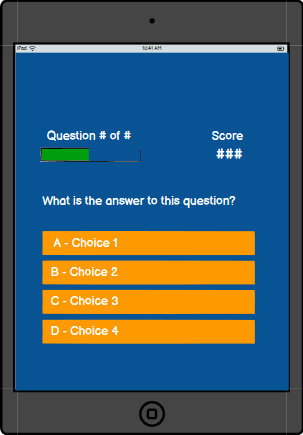 iPad 10:41 AM
Question # of # Score
###
What is the answer to this question?
A - Choice 1
B - Choice 2
C - Choice 3
D - Choice 4